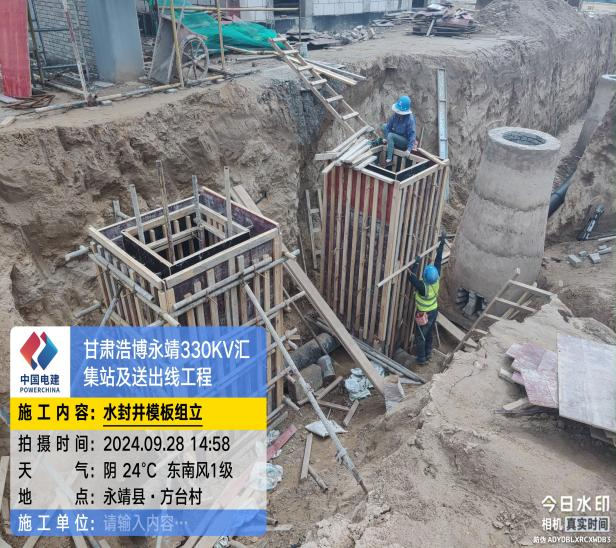 甘肃浩博永靖330KV汇
集站及送出线工程
中国电建
POWERCHINA
施工内容：水封井模板组立
拍摄时间：2024.09.28 14:58
天气：阴 24℃ 东南风1级
地点：永靖县·方台村
施工单位：请输入内容…
今日水印
相机 真实时间
防伪 ADYDBLXRCXWDB3